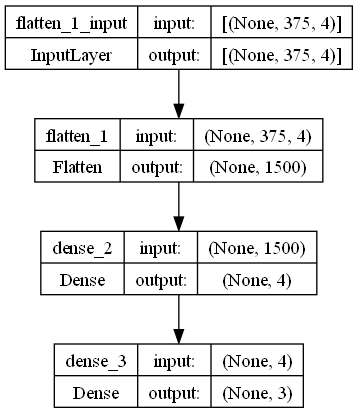 flatten_1_input input: [(None, 375, 4)]
InputLayer output: [(None, 375, 4)]
flatten_1 input: (None, 375, 4)
Flatten output: (None, 1500)
dense_2 input: (None, 1500)
Dense output: (None, 4)
dense_3 input: (None, 4)
Dense output: (None, 3)